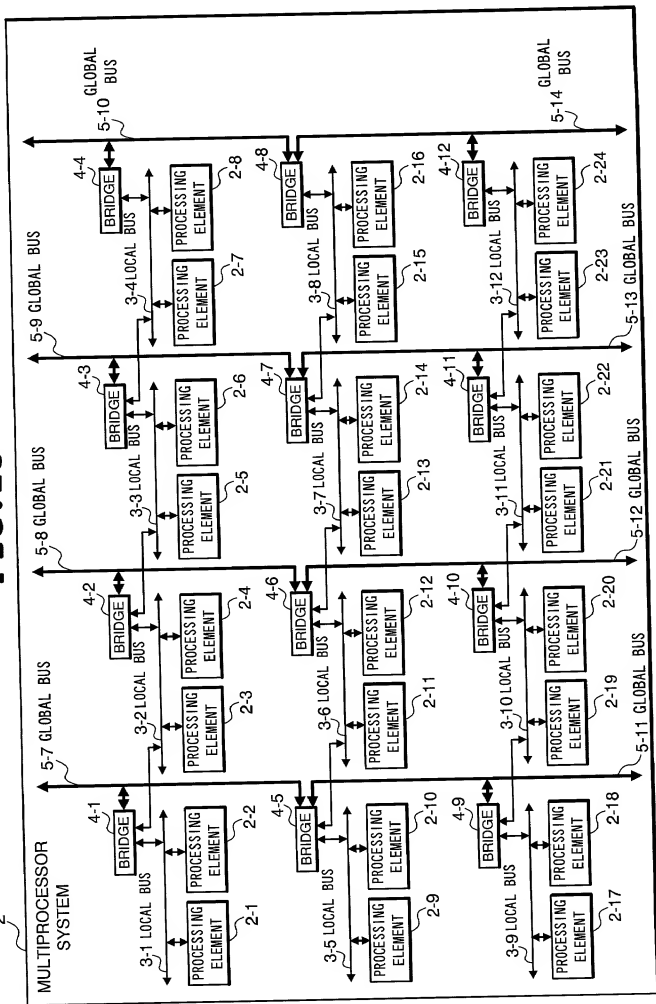 2
MULTIPROCESSOR
SYSTEM
5-7 GLOBAL BUS
5-8 GLOBAL BUS
5-9 GLOBAL BUS
5-10
GLOBAL
BUS
4-1
BRIDGE
3-1 LOCAL BUS
PROCESSING
ELEMENT
2-1
PROCESSING
ELEMENT
2-2
4-2
BRIDGE
3-2 LOCAL BUS
PROCESSING
ELEMENT
2-3
PROCESSING
ELEMENT
2-4
4-3
BRIDGE
3-3 LOCAL BUS
PROCESSING
ELEMENT
2-5
PROCESSING
ELEMENT
2-6
4-4
BRIDGE
3-4 LOCAL BUS
PROCESSING
ELEMENT
2-7
PROCESSING
ELEMENT
2-8
4-5
BRIDGE
3-5 LOCAL BUS
PROCESSING
ELEMENT
2-9
PROCESSING
ELEMENT
2-10
4-6
BRIDGE
3-6 LOCAL BUS
PROCESSING
ELEMENT
2-11
PROCESSING
ELEMENT
2-12
4-7
BRIDGE
3-7 LOCAL BUS
PROCESSING
ELEMENT
2-13
PROCESSING
ELEMENT
2-14
4-8
BRIDGE
3-8 LOCAL BUS
PROCESSING
ELEMENT
2-15
PROCESSING
ELEMENT
2-16
4-9
BRIDGE
3-9 LOCAL BUS
PROCESSING
ELEMENT
2-17
PROCESSING
ELEMENT
2-18
4-10
BRIDGE
3-10 LOCAL BUS
PROCESSING
ELEMENT
2-19
PROCESSING
ELEMENT
2-20
4-11
BRIDGE
3-11 LOCAL BUS
PROCESSING
ELEMENT
2-21
PROCESSING
ELEMENT
2-22
4-12
BRIDGE
3-12 LOCAL BUS
PROCESSING
ELEMENT
2-23
PROCESSING
ELEMENT
2-24
5-11 GLOBAL BUS
5-12 GLOBAL BUS
5-13 GLOBAL BUS
5-14
GLOBAL
BUS